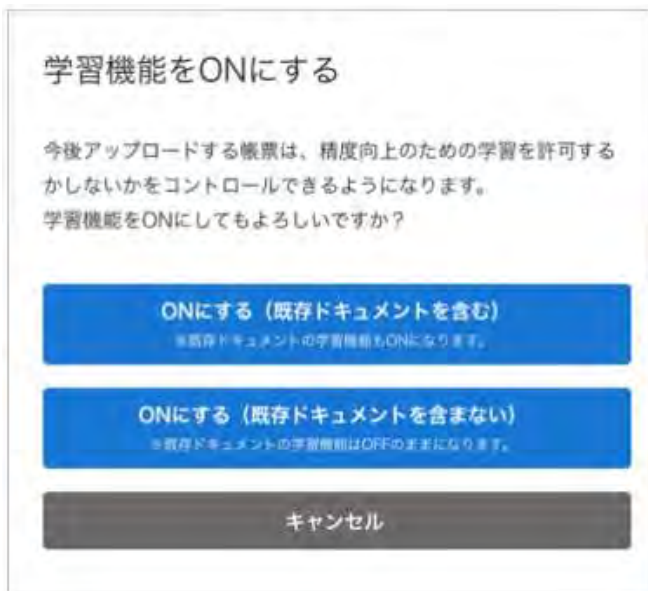 学習機能をONにする
今後アップロードする帳票は、精度向上のための学習を許可する
かしないかをコントロールできるようになります。
学習機能をONにしてもよろしいですか？
ONにする（既存ドキュメントを含む）
※既存ドキュメントの学習機能もONになります。
ONにする（既存ドキュメントを含まない）
※既存ドキュメントの学習機能はOFFのままになります。
キャンセル